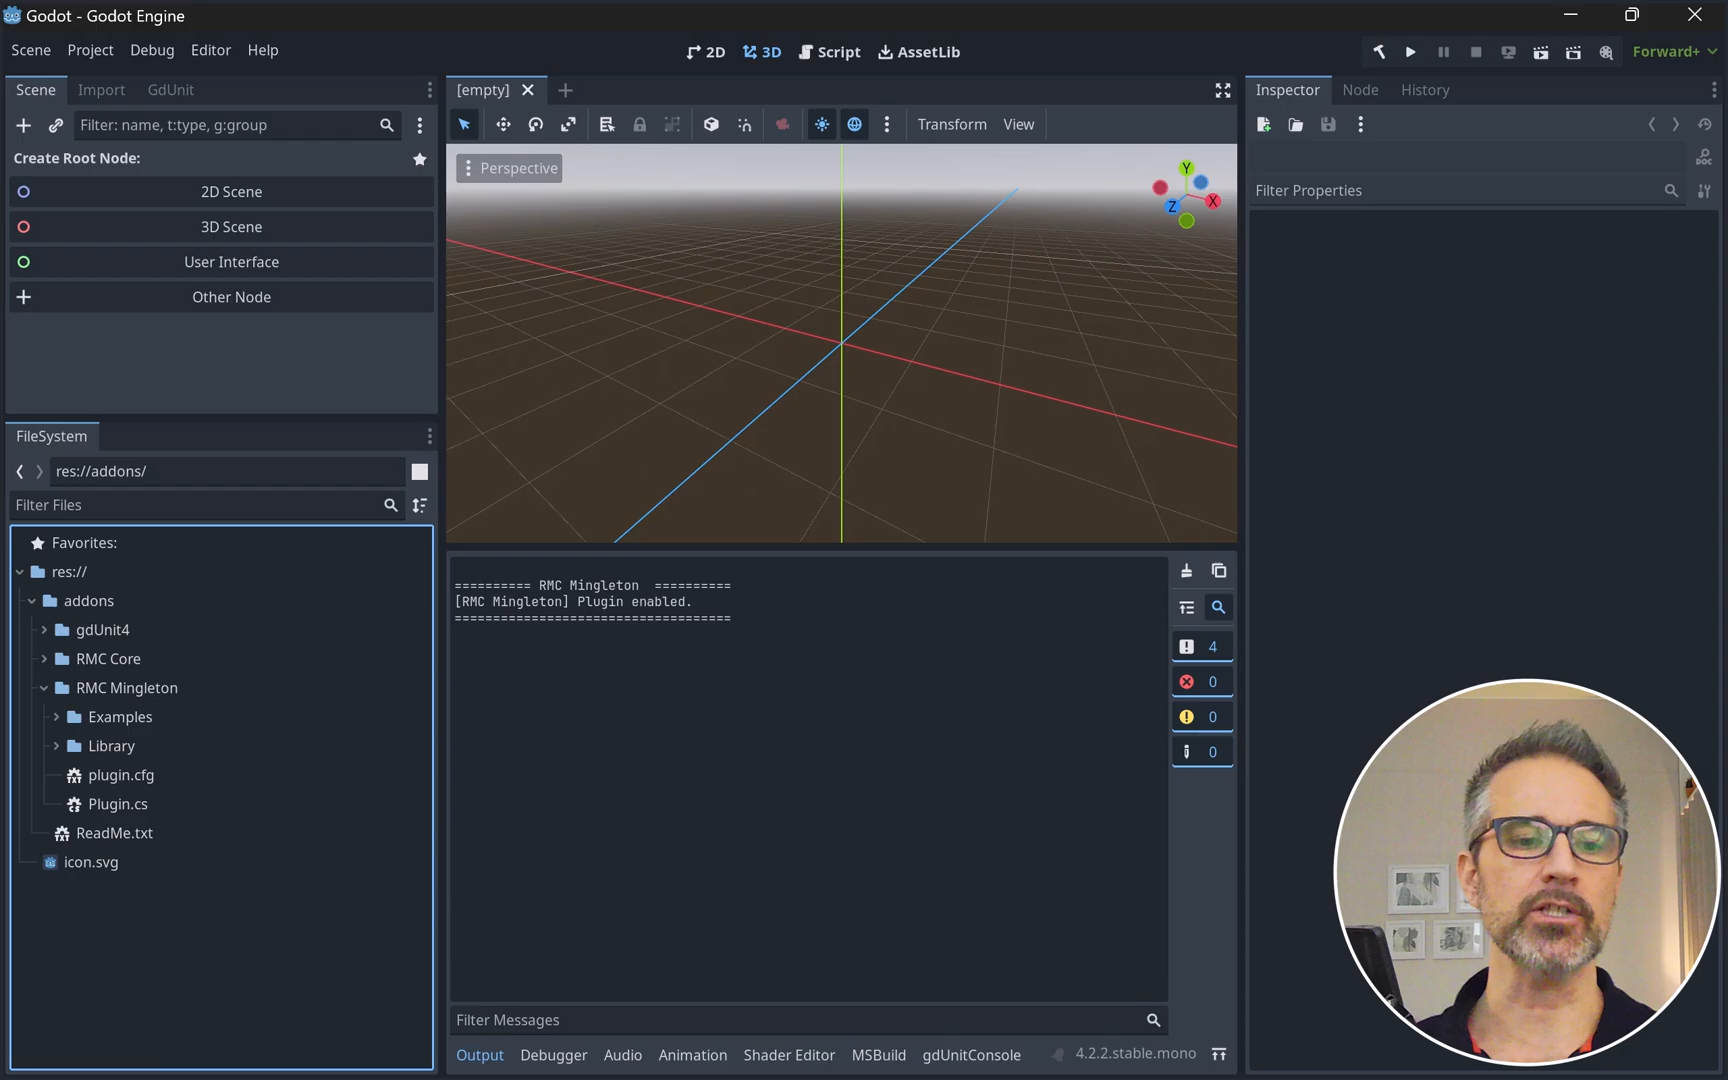 Godot - Godot Engine
Scene Project Debug Editor Help
2D 3D Script AssetLib
Forward+
Scene Import GdUnit
Filter: name, t:type, g:group
Create Root Node:
2D Scene
3D Scene
User Interface
Other Node
FileSystem
res://addons/
Filter Files
Favorites:
res://
addons
gdUnit4
RMC Core
RMC Mingleton
Examples
Library
plugin.cfg
Plugin.cs
ReadMe.txt
icon.svg
[empty]
Transform View
Perspective
Y
X
Z
========== RMC Mingleton ==========
[RMC Mingleton] Plugin enabled.
===================================
4
0
0
0
Filter Messages
Output Debugger Audio Animation Shader Editor MSBuild gdUnitConsole 4.2.2.stable.mono
Inspector Node History
DOC
Filter Properties